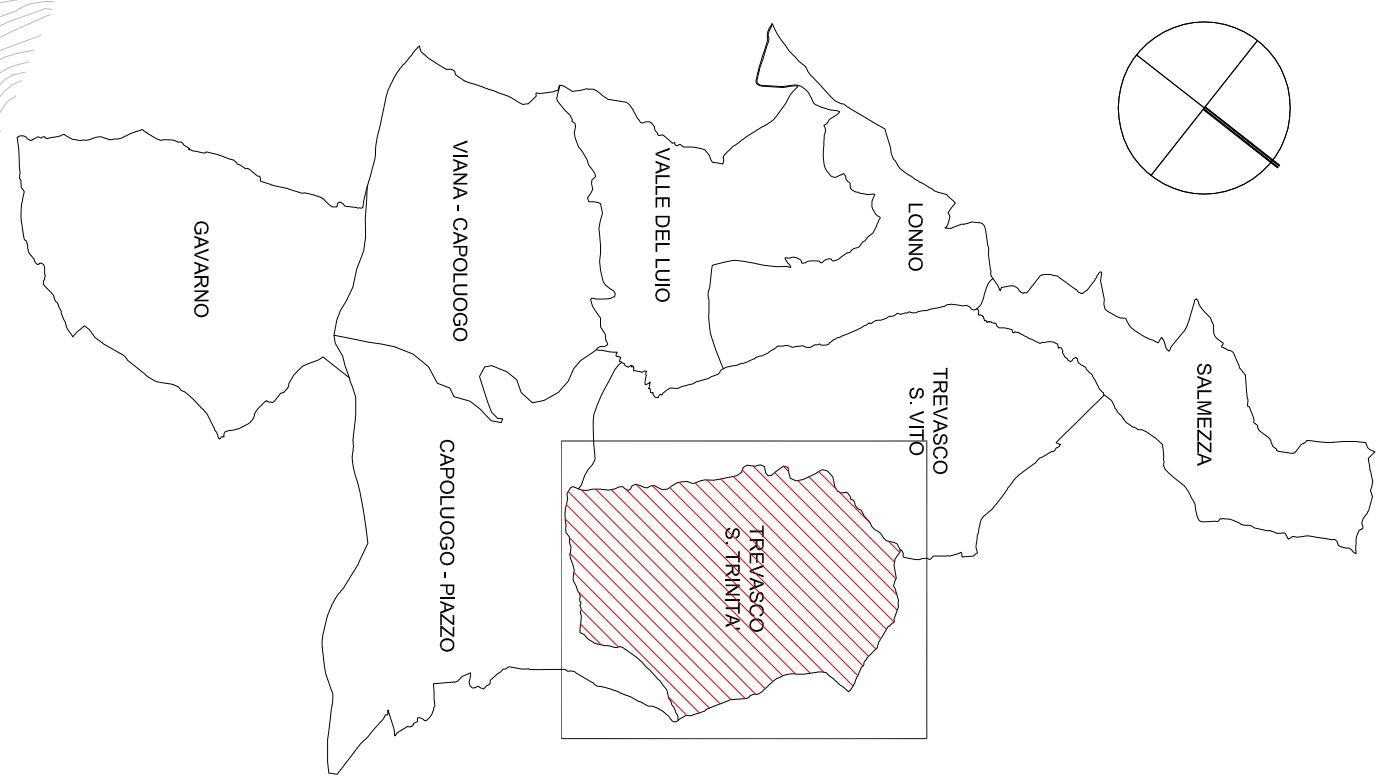 GAVARNO
VIANA - CAPOLUOGO
VALLE DEL LUIO
LONNO
SALMEZZA
TREVASCO
S. VITO
CAPOLUOGO - PIAZZO
TREVASCO
S. TRINITA'